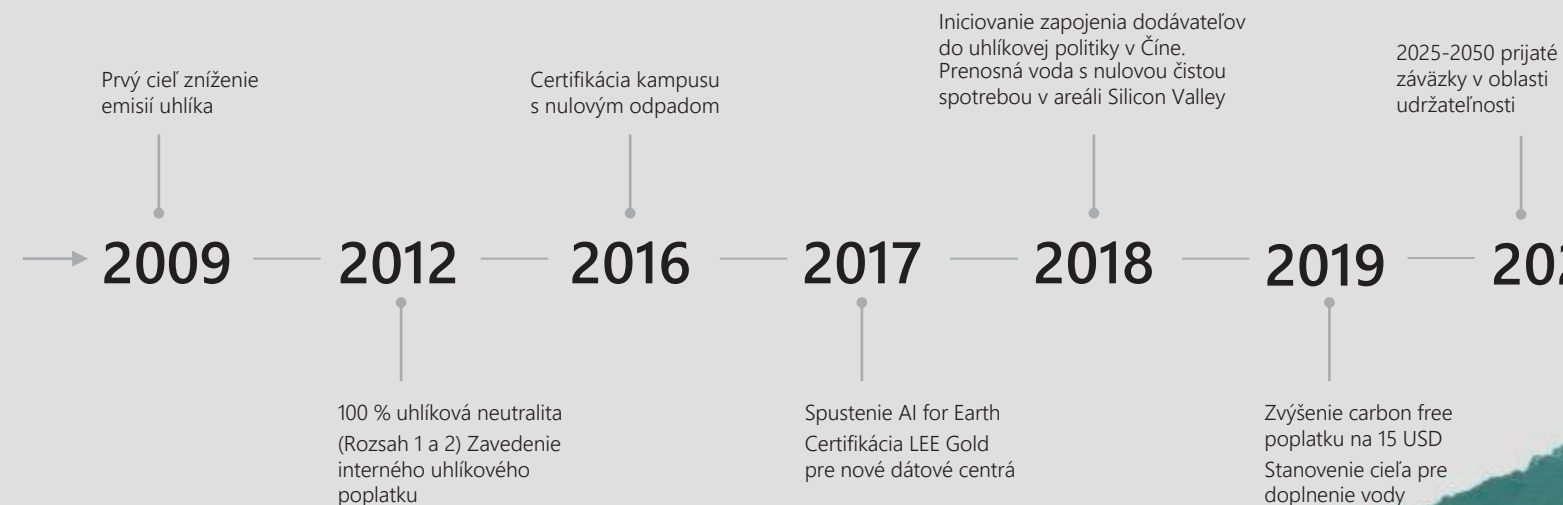 Prvý cieľ zníženie
emisií uhlíka
Certifikácia kampusu
s nulovým odpadom
Iniciovanie zapojenia dodávateľov
do uhlíkovej politiky v Číne.
Prenosná voda s nulovou čistou
spotrebou v areáli Silicon Valley
2025-2050 prijaté
záväzky v oblasti
udržateľnosti
2009
2012
2016
2017
2018
2019
100 % uhlíková neutralita
(Rozsah 1 a 2) Zavedenie
interného uhlíkového
poplatku
Spustenie AI for Earth
Certifikácia LEE Gold
pre nové dátové centrá
Zvýšenie carbon free
poplatku na 15 USD
Stanovenie cieľa pre
doplnenie vody